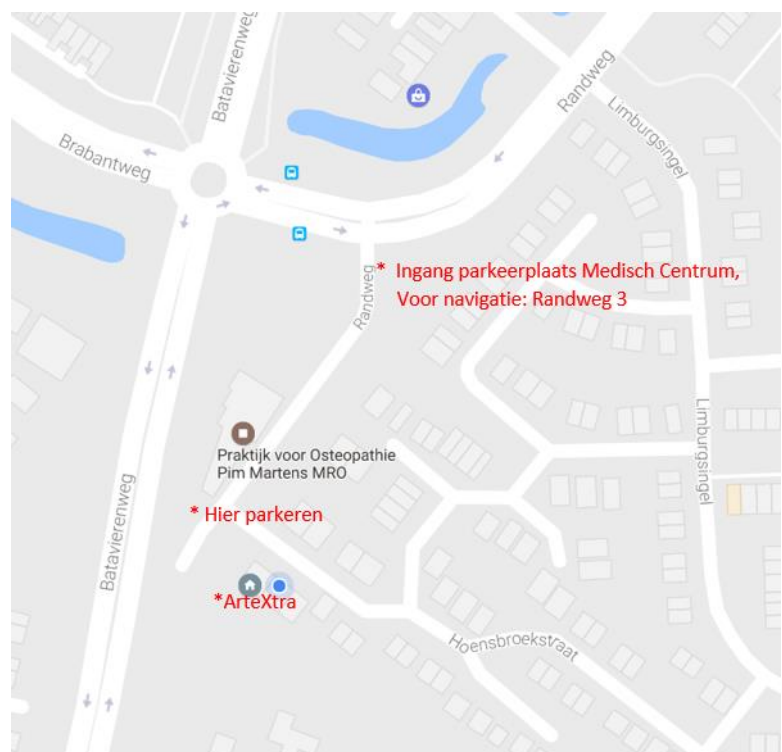 Batavierenweg
Brabantweg
Randweg
Limburgsingel
* Ingang parkeerplaats Medisch Centrum,
Voor navigatie: Randweg 3
Randweg
Praktijk voor Osteopathie
Pim Martens MRO
Limburgsingel
* Hier parkeren
Batavierenweg
*ArteXtra
Hoensbroekstraat